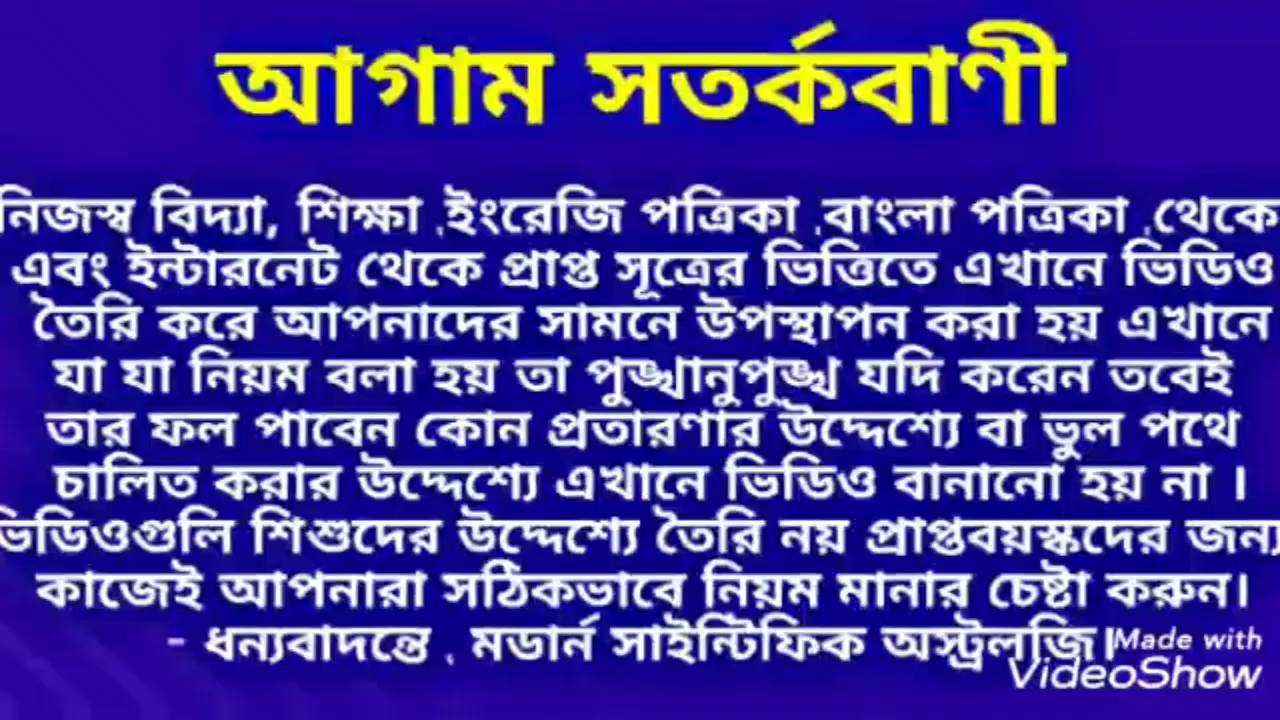 আগাম সতর্কবাণী
নিজস্ব বিদ্যা, শিক্ষা ,ইংরেজি পত্রিকা ,বাংলা পত্রিকা ,থেকে
এবং ইন্টারনেট থেকে প্রাপ্ত সূত্রের ভিত্তিতে এখানে ভিডিও
তৈরি করে আপনাদের সামনে উপস্থাপন করা হয় এখানে
যা যা নিয়ম বলা হয় তা পুঙ্খানুপুঙ্খ যদি করেন তবেই
তার ফল পাবেন কোন প্রতারণার উদ্দেশ্যে বা ভুল পথে
চালিত করার উদ্দেশ্যে এখানে ভিডিও বানানো হয় না ।
ভিডিওগুলি শিশুদের উদ্দেশ্যে তৈরি নয় প্রাপ্তবয়স্কদের জন্য
কাজেই আপনারা সঠিকভাবে নিয়ম মানার চেষ্টা করুন।
- ধন্যবাদন্তে , মডার্ন সাইন্টিফিক অস্ট্রলজি।
Made with
VideoShow